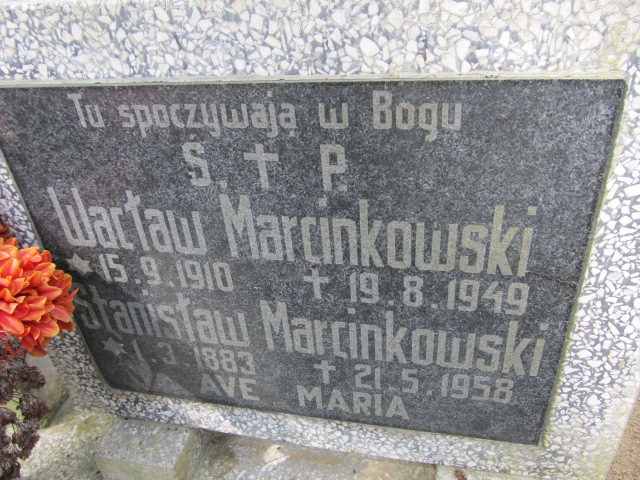 Tu spoczywają w Bogu
Ś. † P.
Wacław Marcinkowski
* 15.9.1910 † 19.8.1949
Stanisław Marcinkowski
* 1.3.1883 † 21.5.1958
AVE MARIA